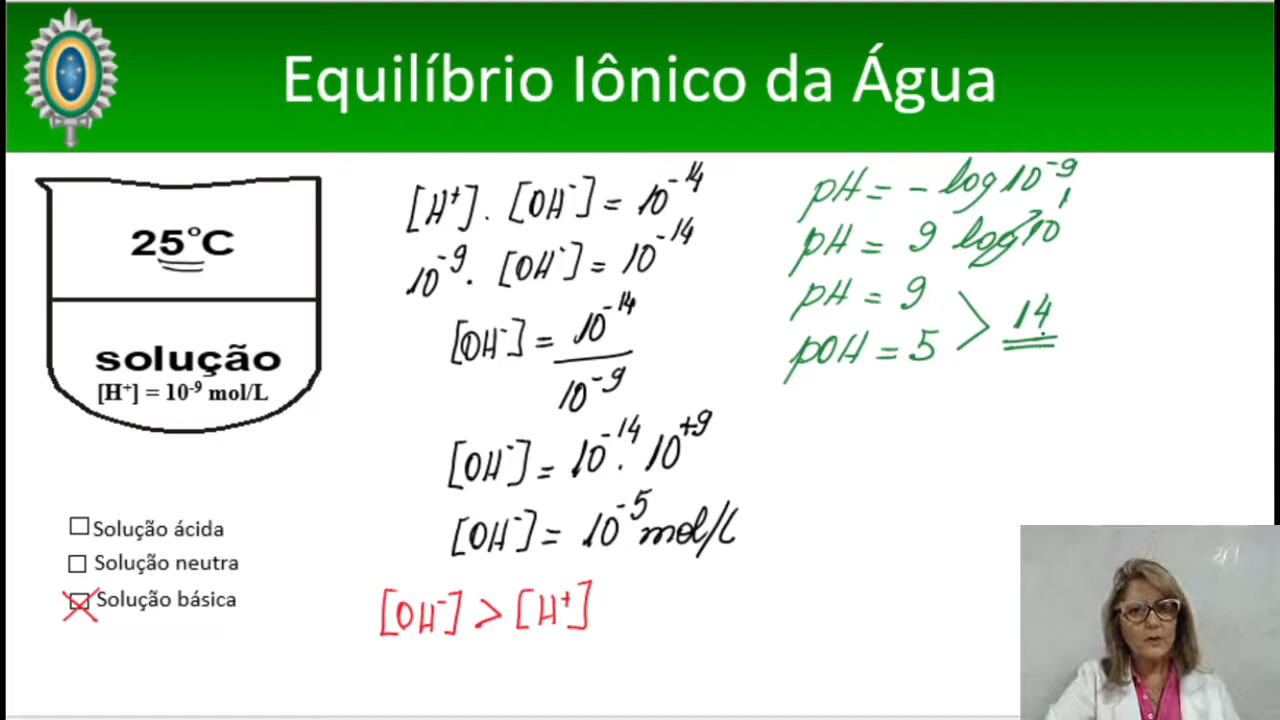 Equilíbrio Iônico da Água
25°C
solução
[H⁺] = 10⁻⁹ mol/L
☐ Solução ácida
☐ Solução neutra
☒ Solução básica
[H⁺] . [OH⁻] = 10⁻¹⁴
10⁻⁹ . [OH⁻] = 10⁻¹⁴
[OH⁻] = 10⁻¹⁴ / 10⁻⁹
[OH⁻] = 10⁻¹⁴ . 10⁺⁹
[OH⁻] = 10⁻⁵ mol/L
[OH⁻] > [H⁺]
pH = - log 10⁻⁹
pH = 9 log 10 1
pH = 9
pOH = 5 > 14